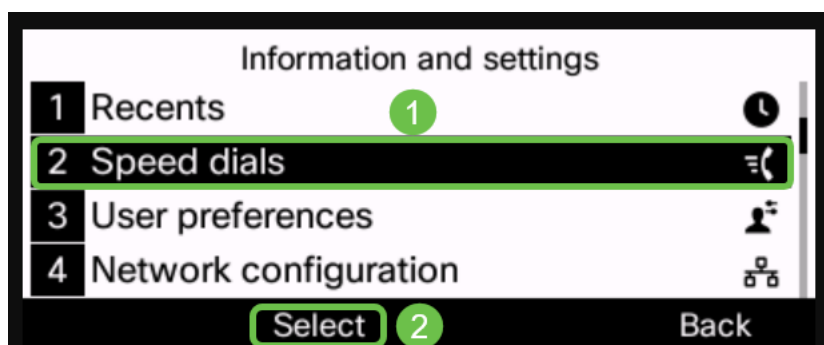 Information and settings
1 Recents
1
2 Speed dials
3 User preferences
4 Network configuration
Select 2 Back